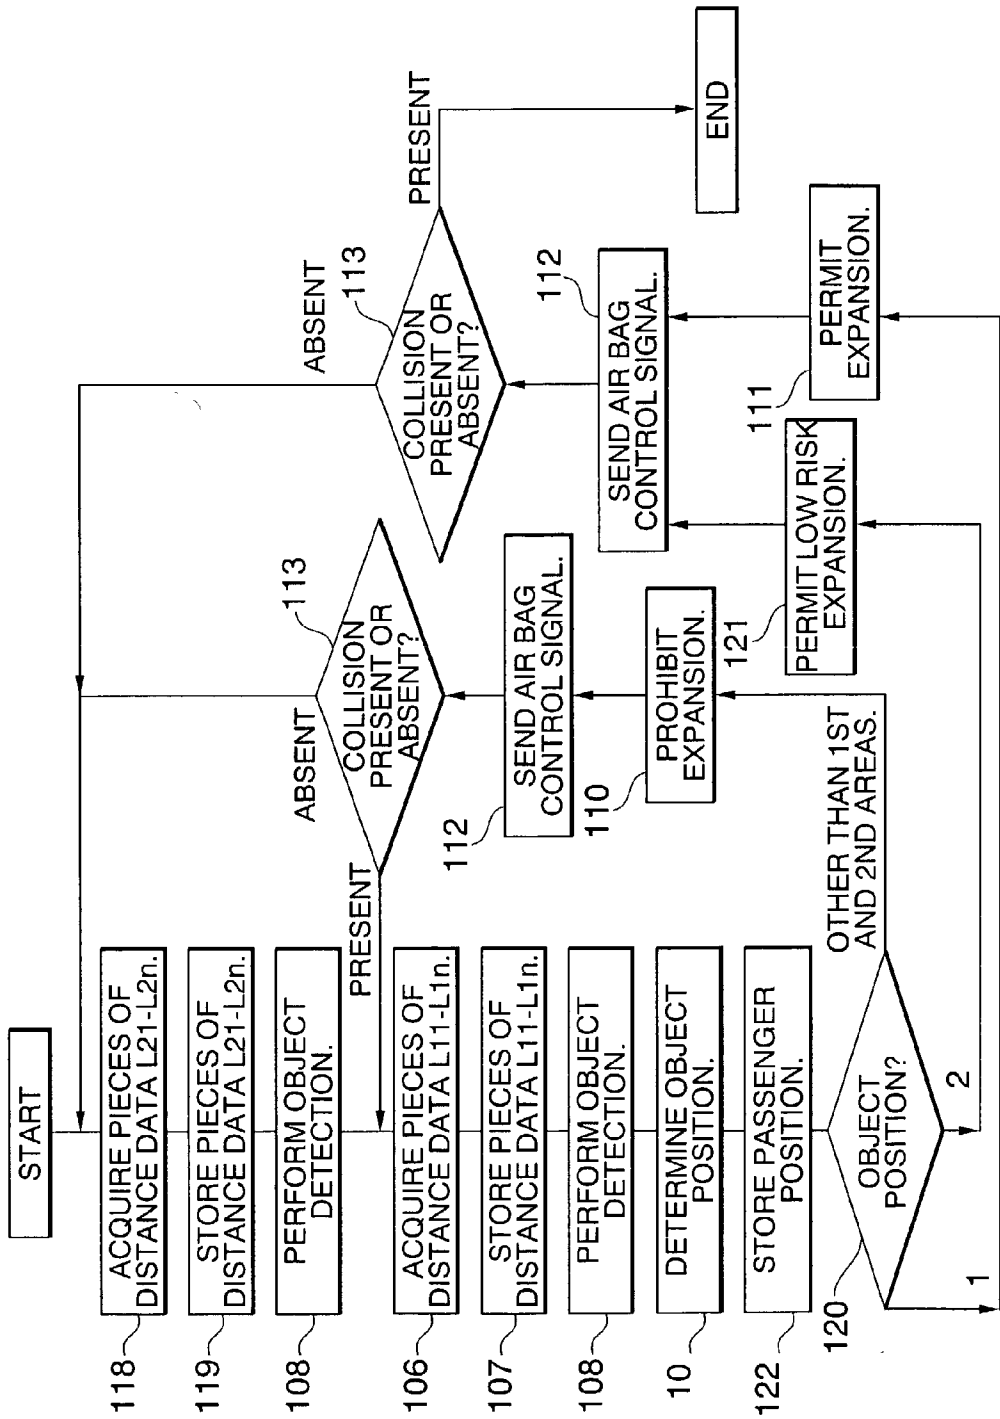 START
118
ACQUIRE PIECES OF
DISTANCE DATA L21-L2n.
119
STORE PIECES OF
DISTANCE DATA L21-L2n.
108
PERFORM OBJECT
DETECTION.
106
ACQUIRE PIECES OF
DISTANCE DATA L11-L1n.
107
STORE PIECES OF
DISTANCE DATA L11-L1n.
108
PERFORM OBJECT
DETECTION.
10
DETERMINE OBJECT
POSITION.
122
STORE PASSENGER
POSITION.
120
OBJECT
POSITION?
1
2
OTHER THAN 1ST
AND 2ND AREAS.
ABSENT
113
COLLISION
PRESENT OR
ABSENT?
PRESENT
112
SEND AIR BAG
CONTROL SIGNAL.
110
PROHIBIT
EXPANSION.
ABSENT
113
COLLISION
PRESENT OR
ABSENT?
PRESENT
112
SEND AIR BAG
CONTROL SIGNAL.
121
PERMIT LOW RISK
EXPANSION.
111
PERMIT
EXPANSION.
END